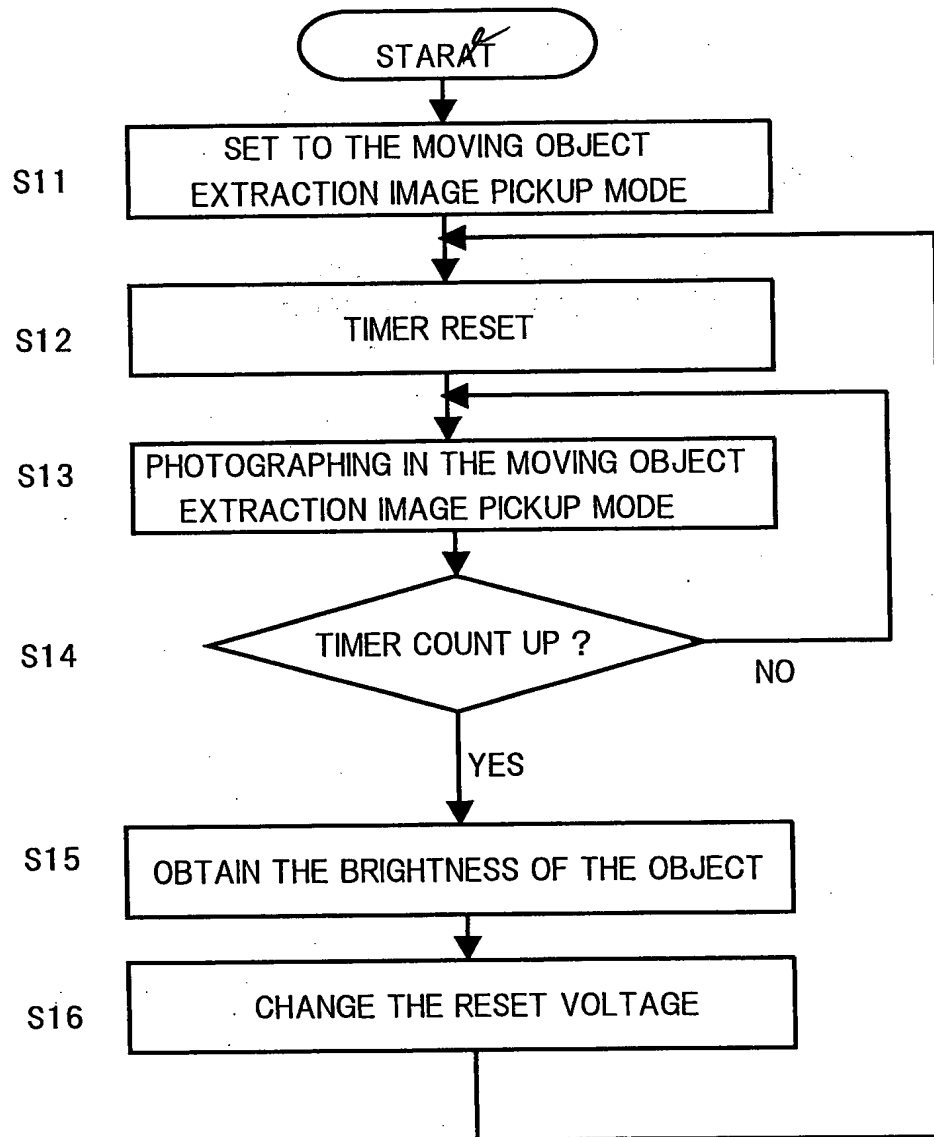 STARAT
S11
SET TO THE MOVING OBJECT
EXTRACTION IMAGE PICKUP MODE
S12
TIMER RESET
S13
PHOTOGRAPHING IN THE MOVING OBJECT
EXTRACTION IMAGE PICKUP MODE
S14
TIMER COUNT UP ?
NO
YES
S15
OBTAIN THE BRIGHTNESS OF THE OBJECT
S16
CHANGE THE RESET VOLTAGE